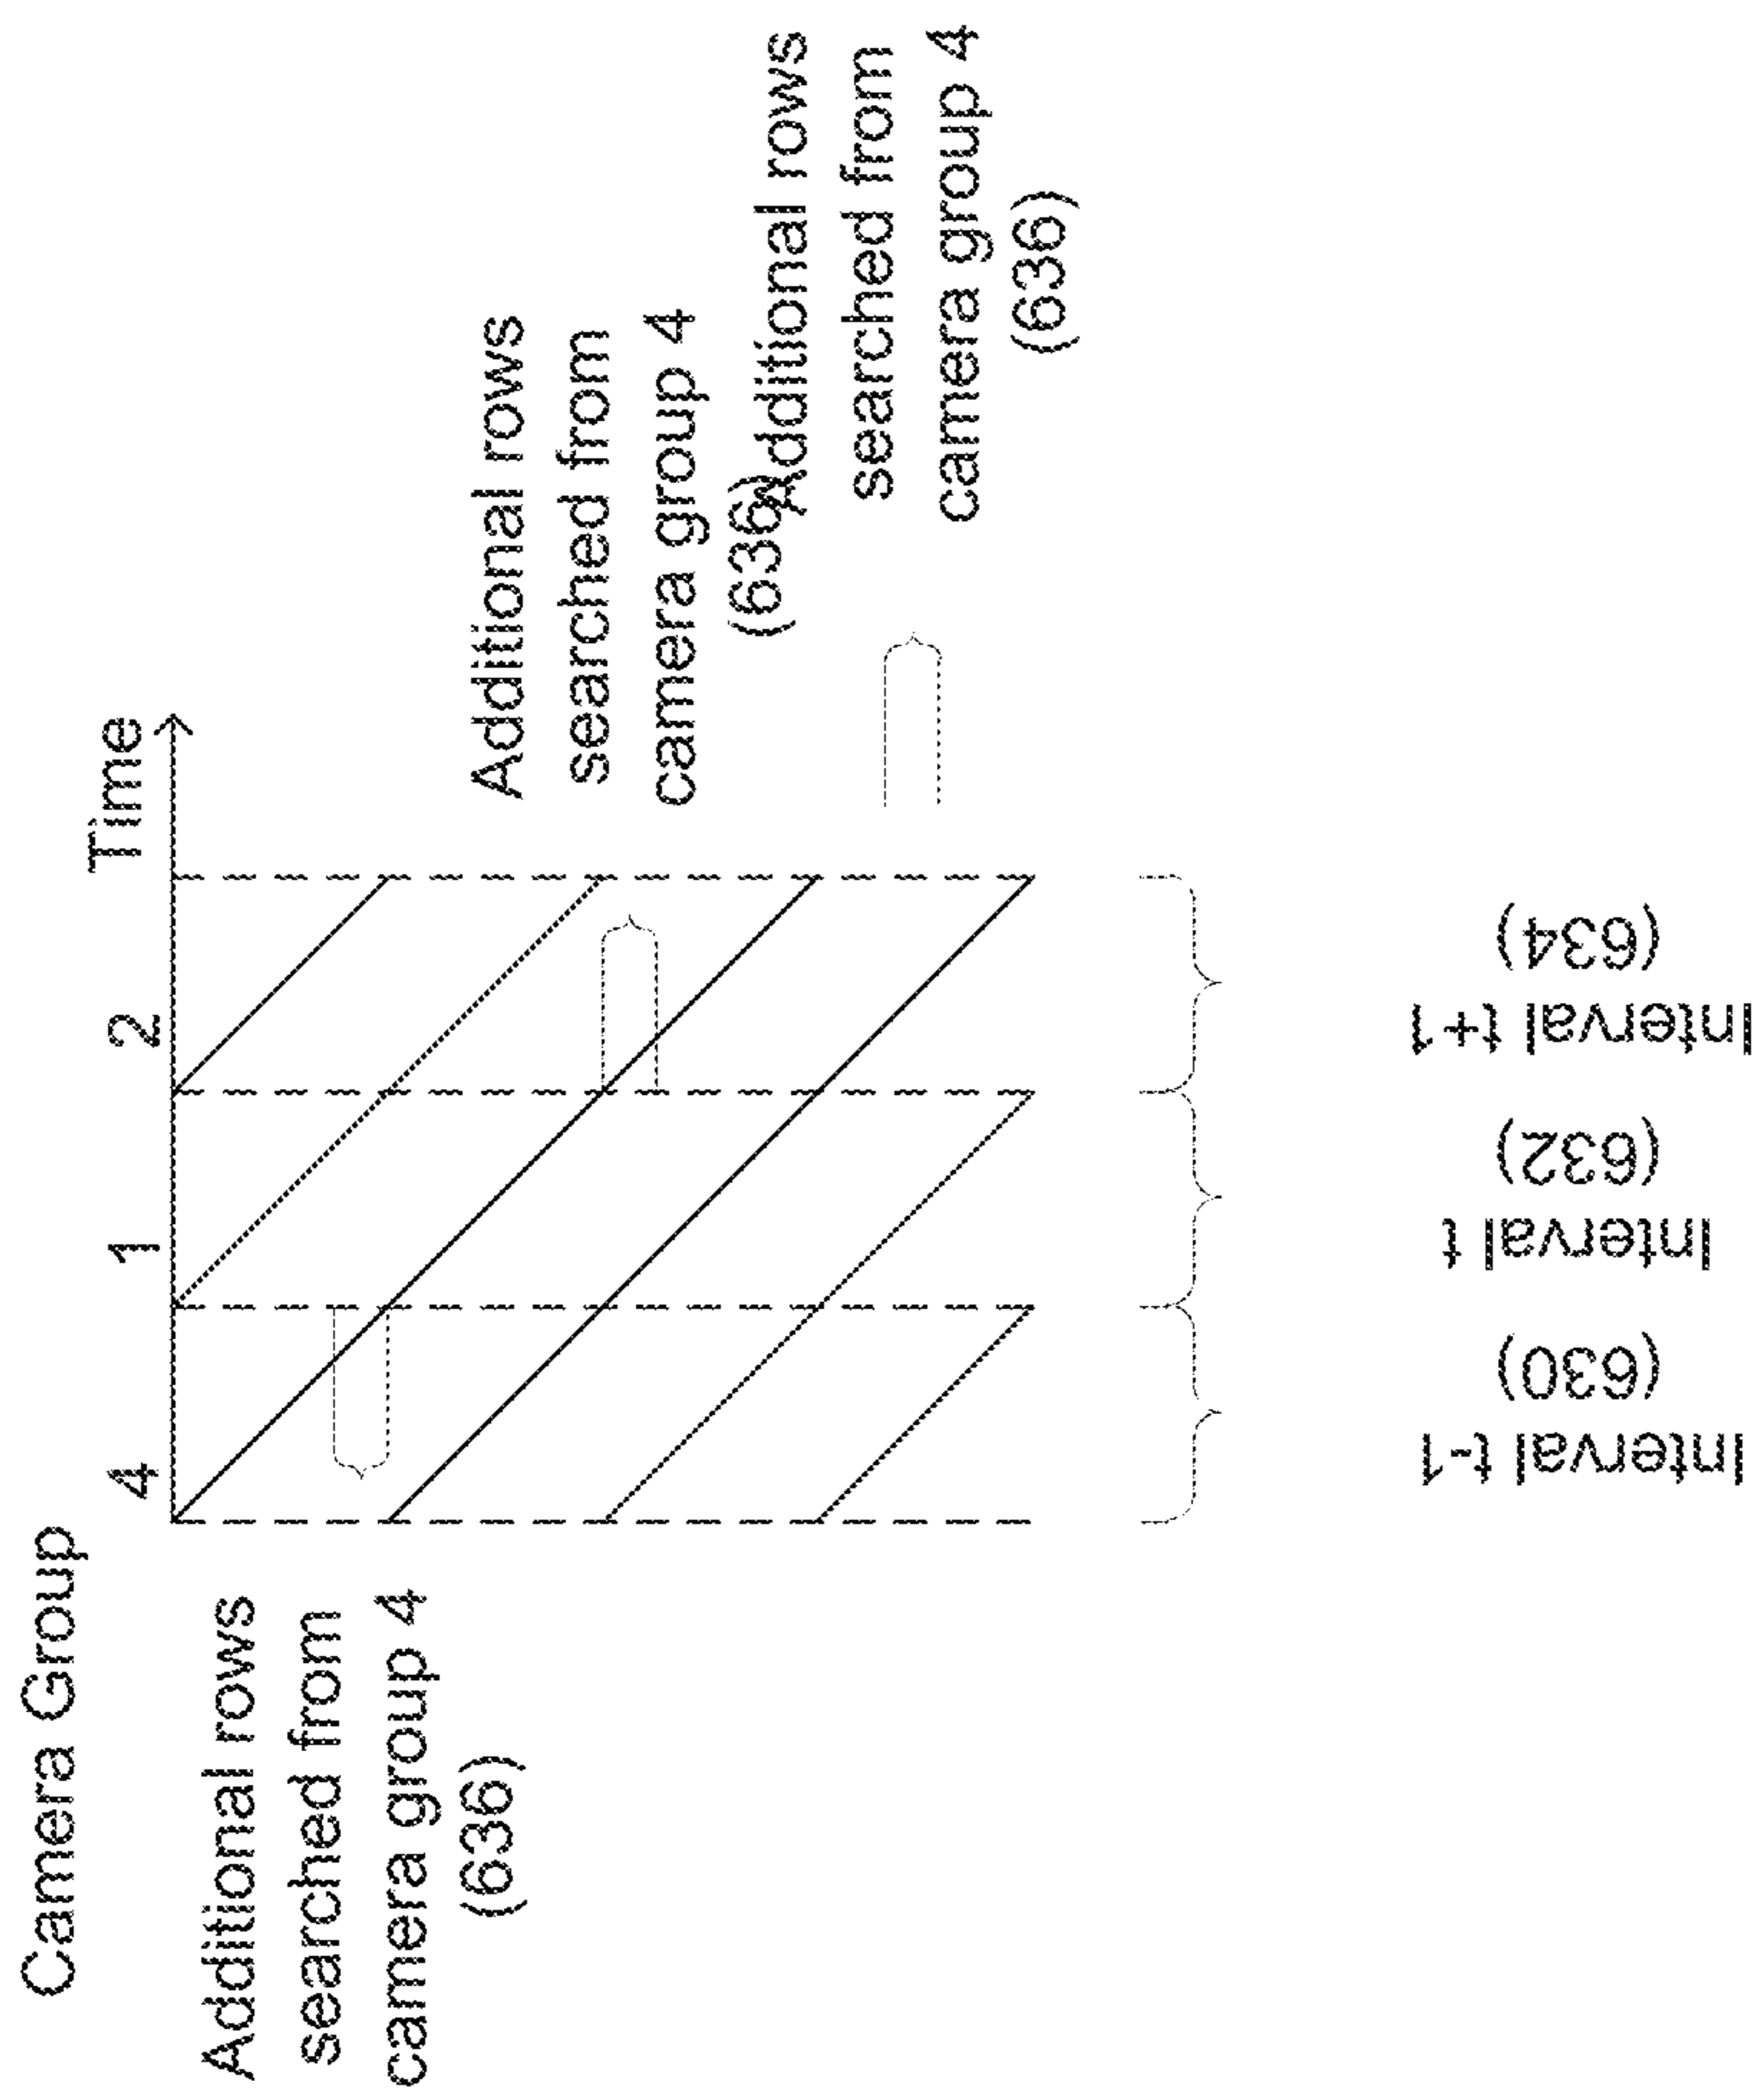 Camera Group
4
1
2
Time
Additional rows
searched from
camera group 4
(636)
Additional rows
searched from
camera group 4
(636)
Additional rows
searched from
camera group 4
(636)
Interval t-1
(630)
Interval t
(632)
Interval t+1
(634)